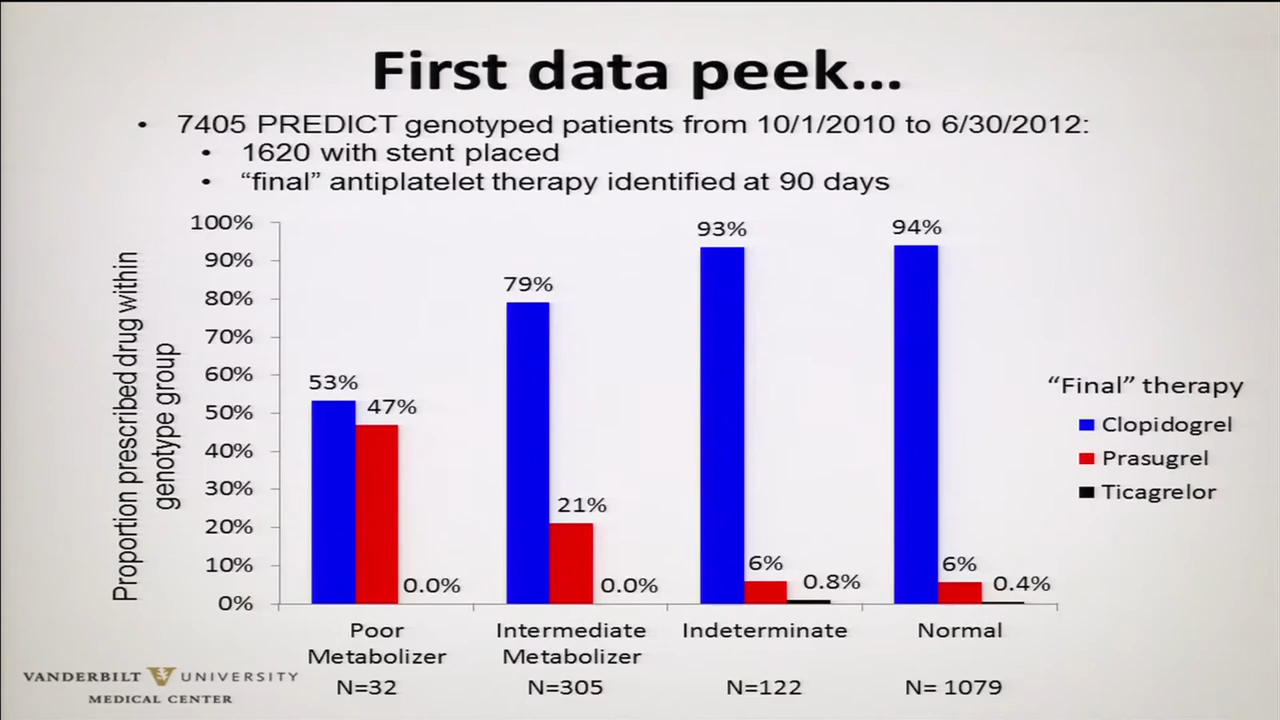 First data peek...
• 7405 PREDICT genotyped patients from 10/1/2010 to 6/30/2012:
• 1620 with stent placed
• “final” antiplatelet therapy identified at 90 days
Proportion prescribed drug within
genotype group
100%
90%
80%
70%
60%
50%
40%
30%
20%
10%
0%
53%
47%
0.0%
79%
21%
0.0%
93%
6%
0.8%
94%
6%
0.4%
“Final” therapy
Clopidogrel
Prasugrel
Ticagrelor
Poor
Metabolizer
N=32
Intermediate
Metabolizer
N=305
Indeterminate
N=122
Normal
N= 1079
VANDERBILT V UNIVERSITY
MEDICAL CENTER